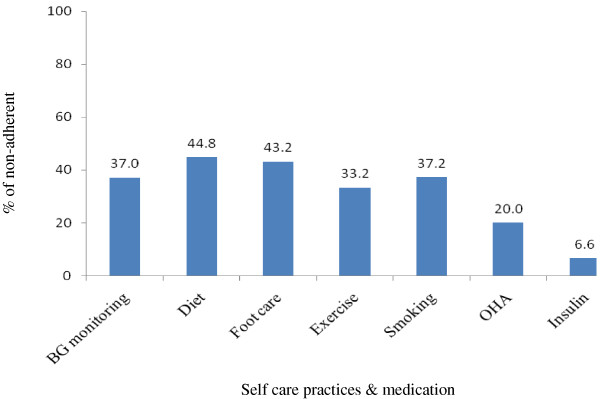 % of non-adherent
100
80
60
40
20
0
37.0
44.8
43.2
33.2
37.2
20.0
6.6
BG monitoring
Diet
Foot care
Exercise
Smoking
OHA
Insulin
Self care practices & medication